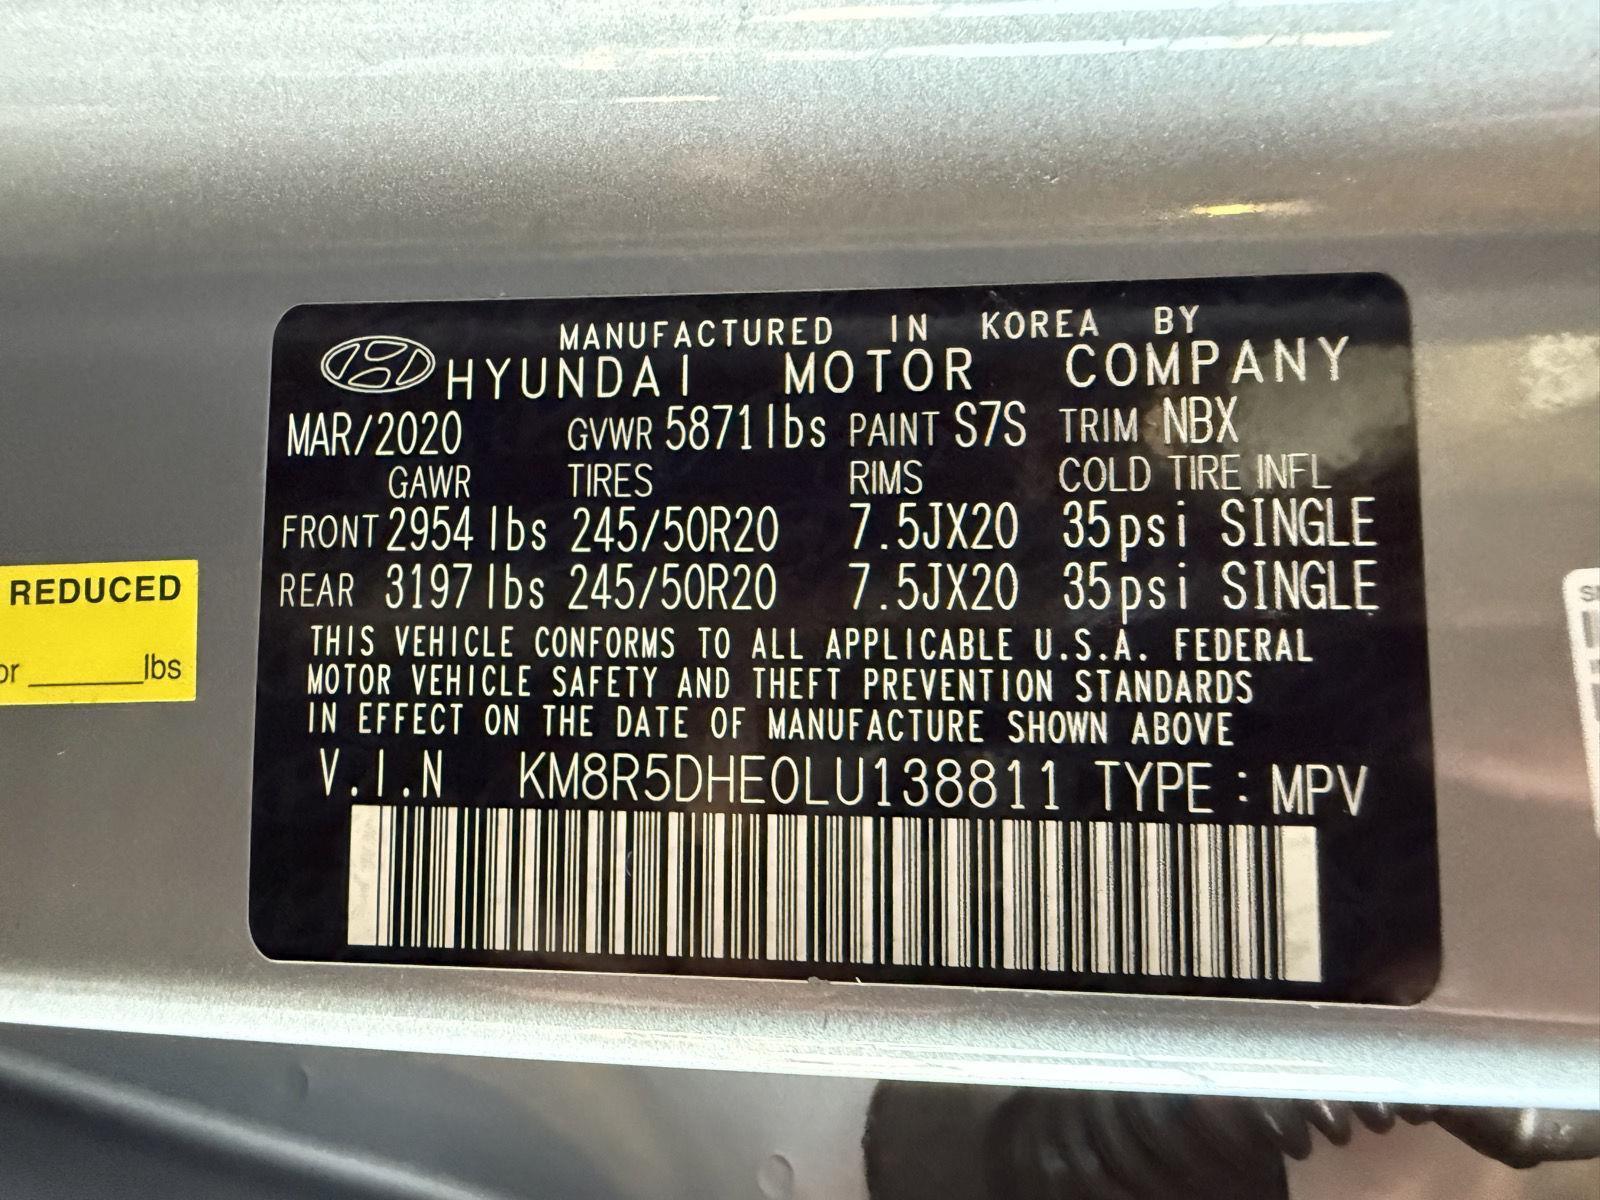 MANUFACTURED IN KOREA BY
HYUNDAI MOTOR COMPANY
MAR/2020 GVWR 5871lbs PAINT S7S TRIM NBX
GAWR TIRES RIMS COLD TIRE INFL
FRONT 2954 lbs 245/50R20 7.5JX20 35psi SINGLE
REAR 3197 lbs 245/50R20 7.5JX20 35psi SINGLE
THIS VEHICLE CONFORMS TO ALL APPLICABLE U.S.A. FEDERAL
MOTOR VEHICLE SAFETY AND THEFT PREVENTION STANDARDS
IN EFFECT ON THE DATE OF MANUFACTURE SHOWN ABOVE
V.I.N KM8R5DHE0LU138811 TYPE : MPV
REDUCED
or ______lbs